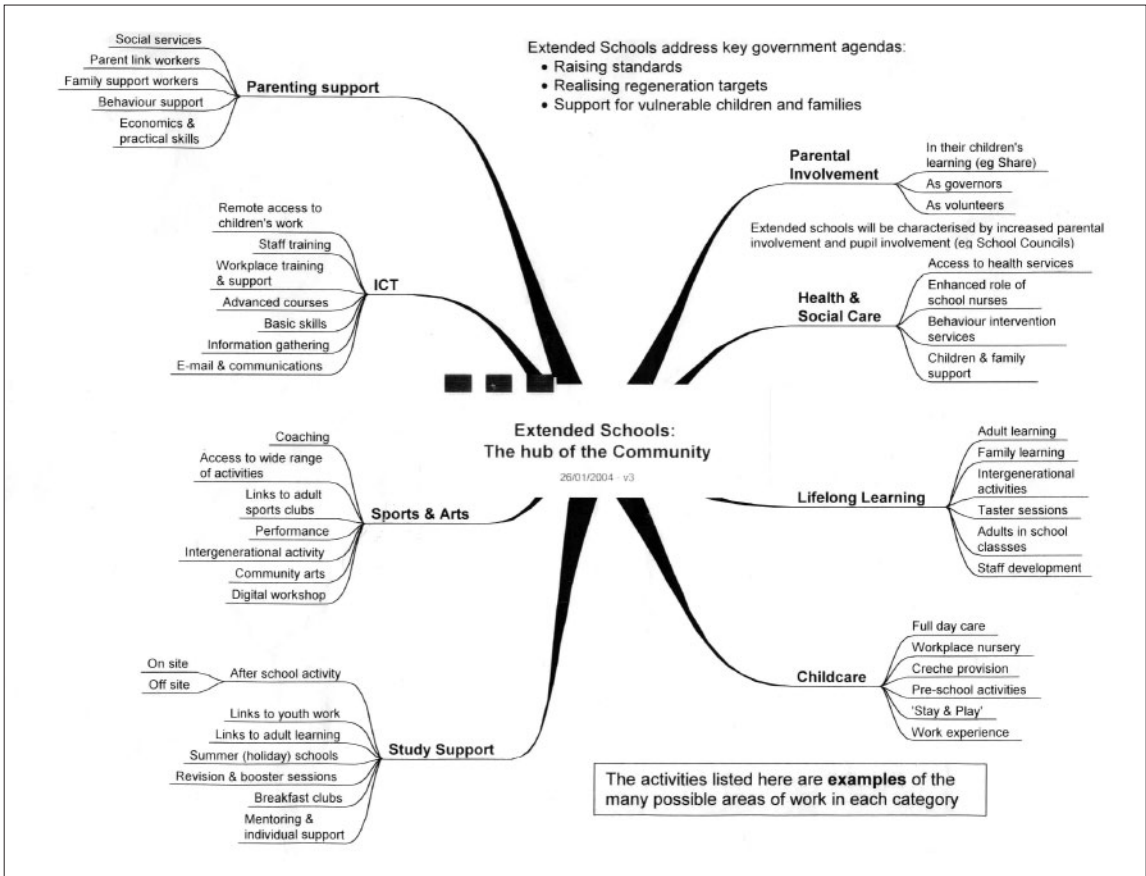 Social services
Parent link workers
Family support workers
Behaviour support
Economics &
practical skills
Parenting support
Extended Schools address key government agendas:
• Raising standards
• Realising regeneration targets
• Support for vulnerable children and families
Parental
Involvement
In their children's
learning (eg Share)
As governors
As volunteers
Extended schools will be characterised by increased parental
involvement and pupil involvement (eg School Councils)
Remote access to
children's work
Staff training
Workplace training
& support
Advanced courses
Basic skills
Information gathering
E-mail & communications
ICT
Health &
Social Care
Access to health services
Enhanced role of
school nurses
Behaviour intervention
services
Children & family
support
Extended Schools:
The hub of the Community
26/01/2004 - v3
Coaching
Access to wide range
of activities
Links to adult
sports clubs
Performance
Intergenerational activity
Community arts
Digital workshop
Sports & Arts
Lifelong Learning
Adult learning
Family learning
Intergenerational
activities
Taster sessions
Adults in school
classses
Staff development
On site
Off site
After school activity
Links to youth work
Links to adult learning
Summer (holiday) schools
Revision & booster sessions
Breakfast clubs
Mentoring &
individual support
Study Support
Childcare
Full day care
Workplace nursery
Creche provision
Pre-school activities
'Stay & Play'
Work experience
The activities listed here are examples of the
many possible areas of work in each category